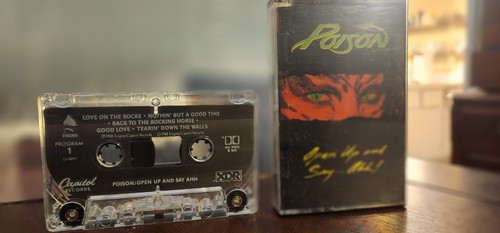 LOVE ON THE ROCKS • NOTHIN' BUT A GOOD TIME
• BACK TO THE ROCKING HORSE •
GOOD LOVE • TEARIN' DOWN THE WALLS
PROGRAM
Capitol
RECORDS
POISON/OPEN UP AND SAY AHH
XDR
POISON
Open Up and
Say...Ahh!